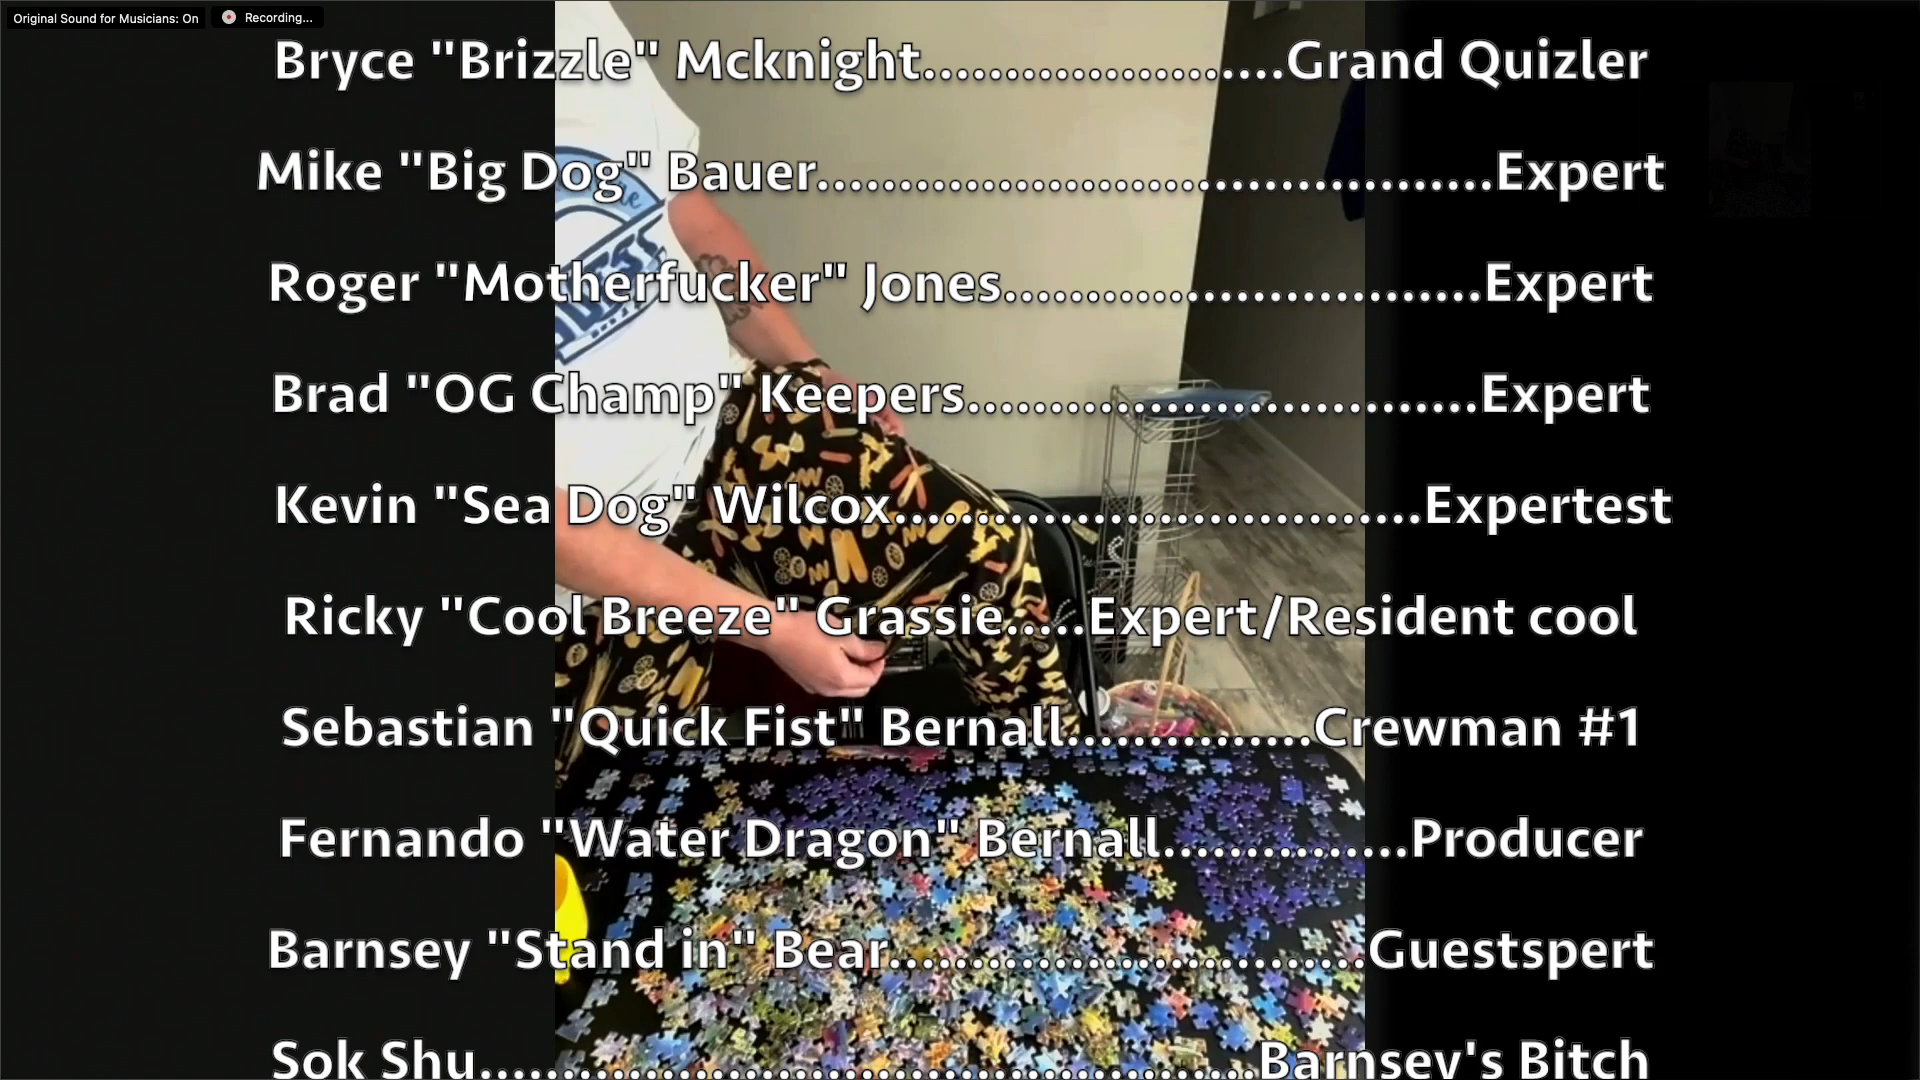 Original Sound for Musicians: On
Recording...
Bryce "Brizzle" Mcknight......................Grand Quizler
Mike "Big Dog" Bauer.........................................Expert
Roger "Motherfucker" Jones.............................Expert
Brad "OG Champ" Keepers...............................Expert
Kevin "Sea Dog" Wilcox................................Expertest
Ricky "Cool Breeze" Grassie.....Expert/Resident cool
Sebastian "Quick Fist" Bernall...............Crewman #1
Fernando "Water Dragon" Bernall...............Producer
Barnsey "Stand in" Bear.............................Guestspert
Sok Shu...............................................Barnsey's Bitch